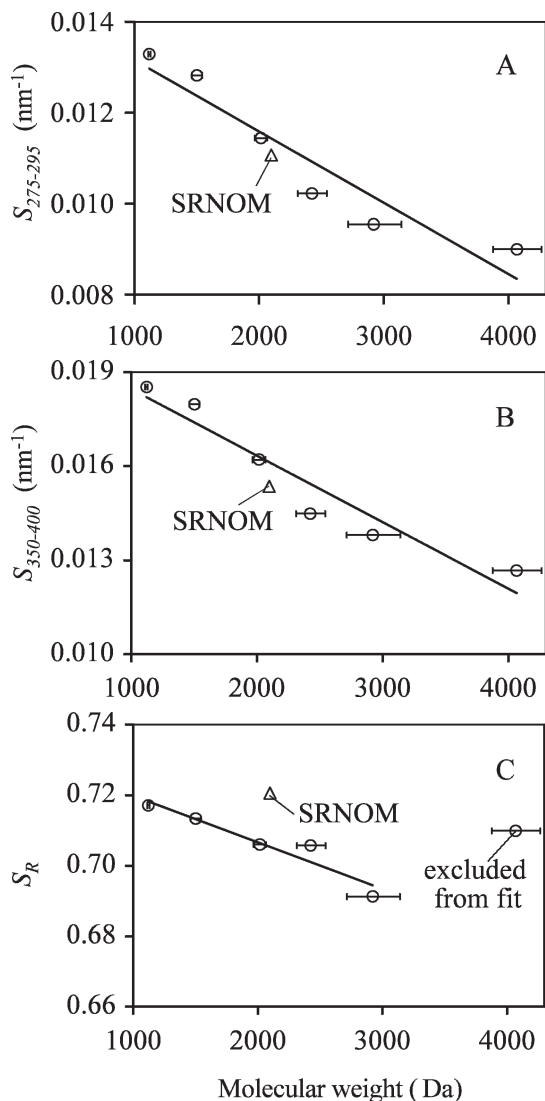 0.014
A
0.012
S275-295 (nm-1)
0.010
SRNOM
0.008
1000 2000 3000 4000
0.019
B
0.016
S350-400 (nm-1)
SRNOM
0.013
0.010
1000 2000 3000 4000
0.74
C
0.72
SRNOM
SR
0.70
excluded
from fit
0.68
0.66
1000 2000 3000 4000
Molecular weight ( Da)